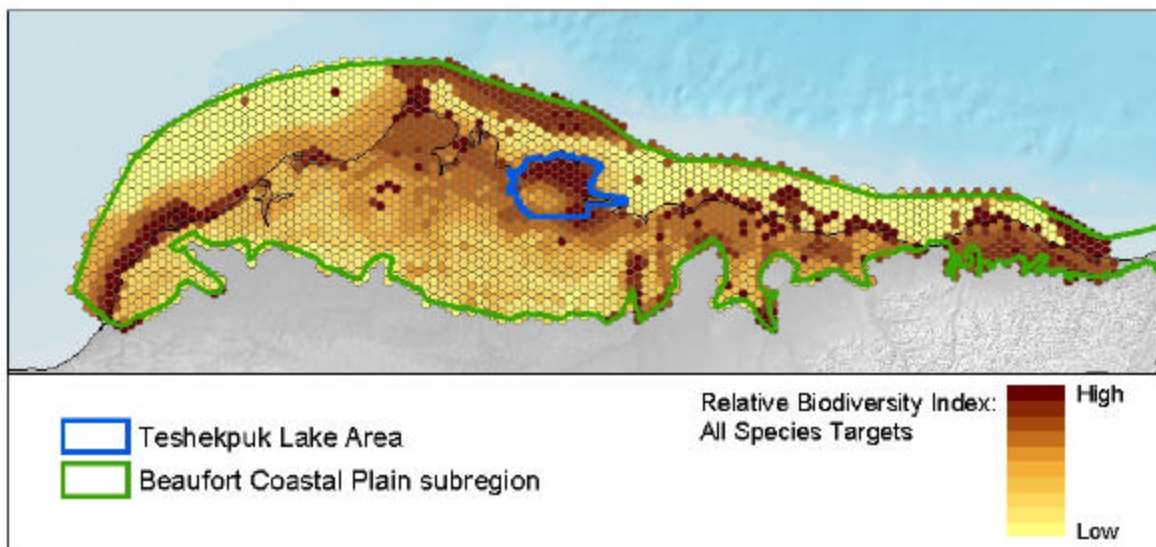 Teshekpuk Lake Area
Beaufort Coastal Plain subregion
Relative Biodiversity Index:
All Species Targets
High
Low